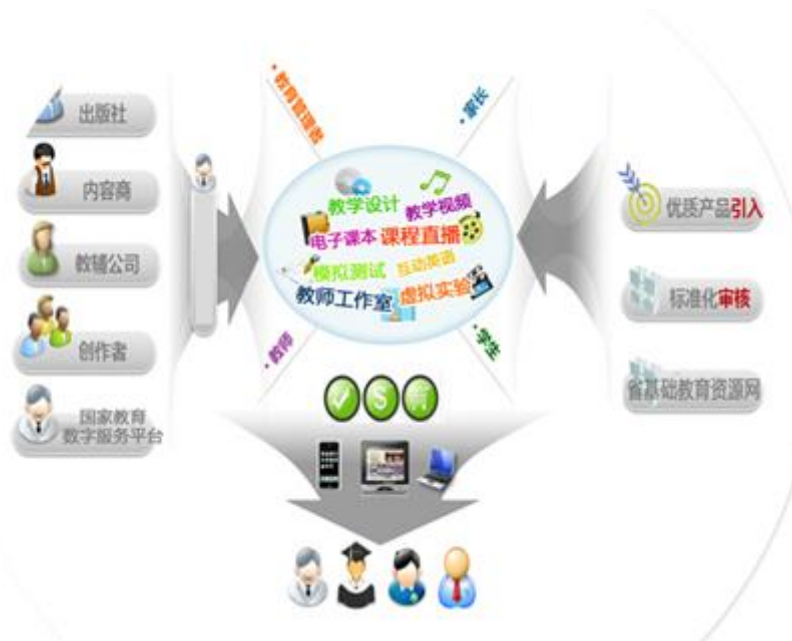 出版社
内容商
教辅公司
创作者
国家教育
数字服务平台
·教育管理者
·家长
教学设计
教学视频
电子课本
课程直播
模拟测试
互动英语
教师工作室
虚拟实验
·教师
·学生
S
优质产品引入
标准化审核
省基础教育资源网